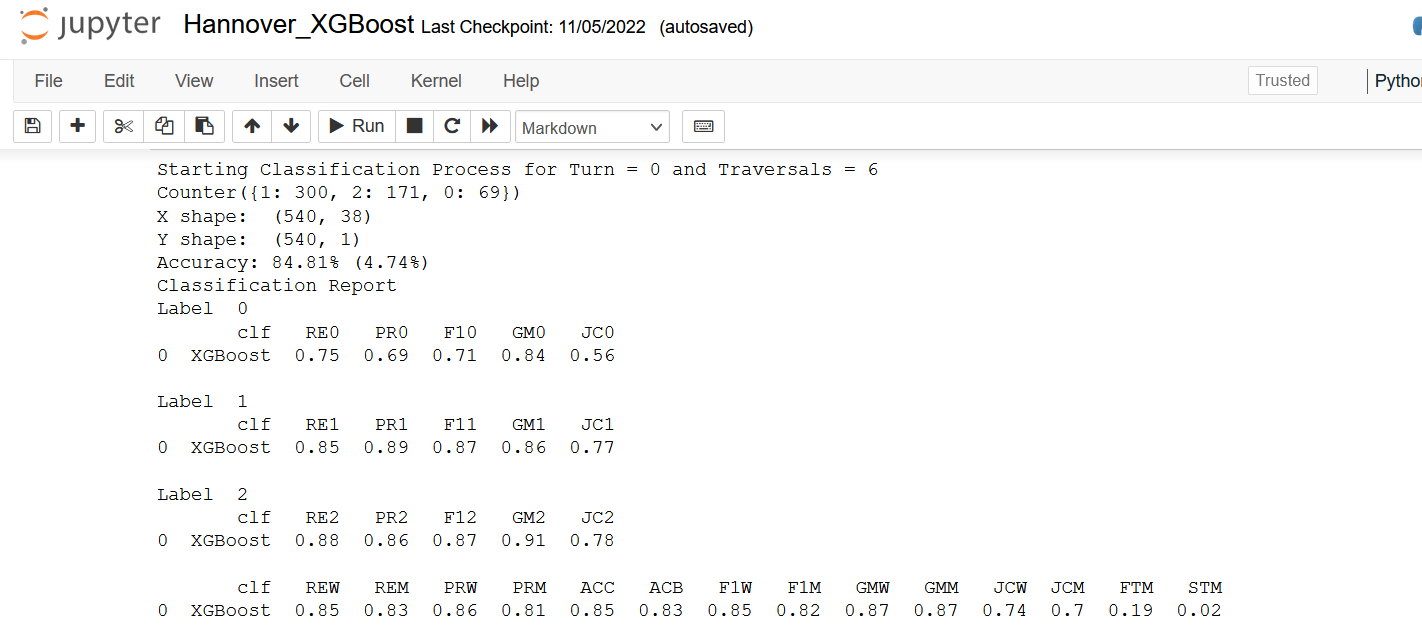 jupyter Hannover_XGBoost Last Checkpoint: 11/05/2022 (autosaved)
File Edit View Insert Cell Kernel Help Trusted Pytho
Run Markdown
Starting Classification Process for Turn = 0 and Traversals = 6
Counter({1: 300, 2: 171, 0: 69})
X shape: (540, 38)
Y shape: (540, 1)
Accuracy: 84.81% (4.74%)
Classification Report
Label 0
clf RE0 PR0 F10 GM0 JC0
0 XGBoost 0.75 0.69 0.71 0.84 0.56
Label 1
clf RE1 PR1 F11 GM1 JC1
0 XGBoost 0.85 0.89 0.87 0.86 0.77
Label 2
clf RE2 PR2 F12 GM2 JC2
0 XGBoost 0.88 0.86 0.87 0.91 0.78
clf REW REM PRW PRM ACC ACB F1W F1M GMW GMM JCW JCM FTM STM
0 XGBoost 0.85 0.83 0.86 0.81 0.85 0.83 0.85 0.82 0.87 0.87 0.74 0.7 0.19 0.02